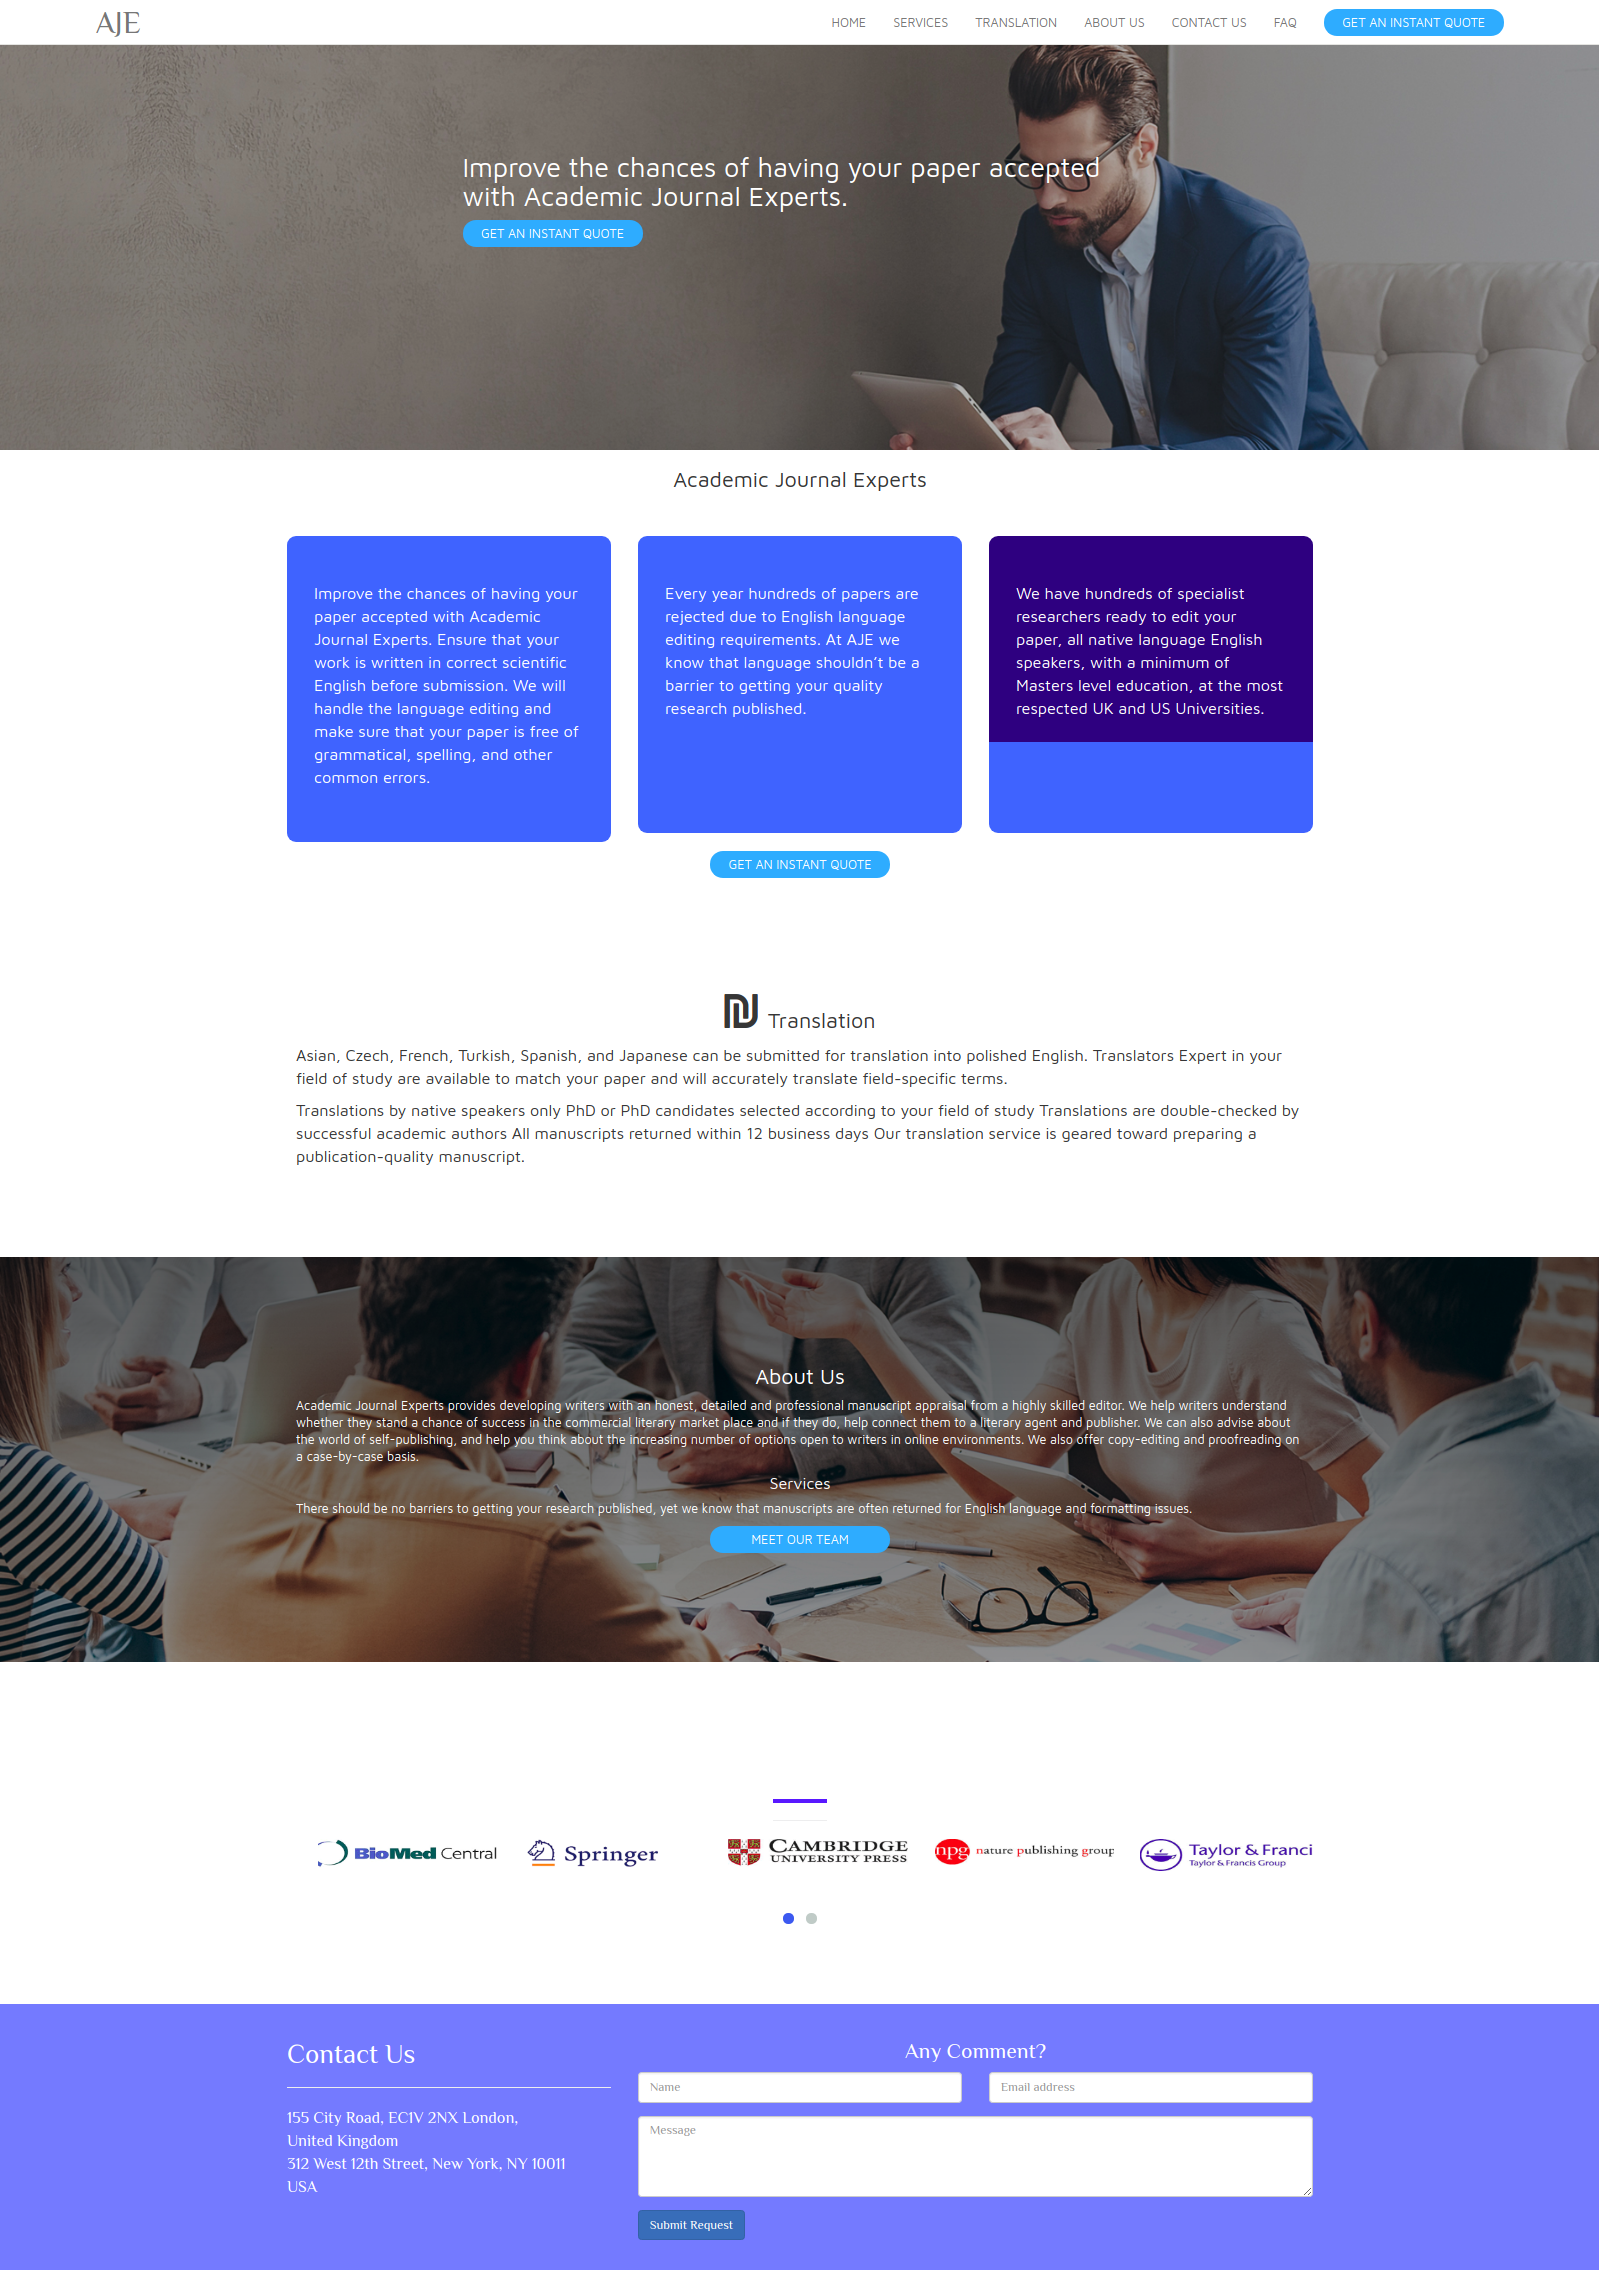 AJE
HOME SERVICES TRANSLATION ABOUT US CONTACT US FAQ GET AN INSTANT QUOTE
Improve the chances of having your paper accepted
with Academic Journal Experts.
GET AN INSTANT QUOTE
Academic Journal Experts
Improve the chances of having your
paper accepted with Academic
Journal Experts. Ensure that your
work is written in correct scientific
English before submission. We will
handle the language editing and
make sure that your paper is free of
grammatical, spelling, and other
common errors.
Every year hundreds of papers are
rejected due to English language
editing requirements. At AJE we
know that language shouldn't be a
barrier to getting your quality
research published.
We have hundreds of specialist
researchers ready to edit your
paper, all native language English
speakers, with a minimum of
Masters level education, at the most
respected UK and US Universities.
GET AN INSTANT QUOTE
₪ Translation
Asian, Czech, French, Turkish, Spanish, and Japanese can be submitted for translation into polished English. Translators Expert in your
field of study are available to match your paper and will accurately translate field-specific terms.
Translations by native speakers only PhD or PhD candidates selected according to your field of study Translations are double-checked by
successful academic authors All manuscripts returned within 12 business days Our translation service is geared toward preparing a
publication-quality manuscript.
About Us
Academic Journal Experts provides developing writers with an honest, detailed and professional manuscript appraisal from a highly skilled editor. We help writers understand
whether they stand a chance of success in the commercial literary market place and if they do, help connect them to a literary agent and publisher. We can also advise about
the world of self-publishing, and help you think about the increasing number of options open to writers in online environments. We also offer copy-editing and proofreading on
a case-by-case basis.
Services
There should be no barriers to getting your research published, yet we know that manuscripts are often returned for English language and formatting issues.
MEET OUR TEAM
BioMed Central
Springer
CAMBRIDGE
UNIVERSITY PRESS
npg nature publishing group
Taylor & Franci
Taylor & Francis Group
Contact Us
155 City Road, EC1V 2NX London,
United Kingdom
312 West 12th Street, New York, NY 10011
USA
Any Comment?
Name
Email address
Message
Submit Request